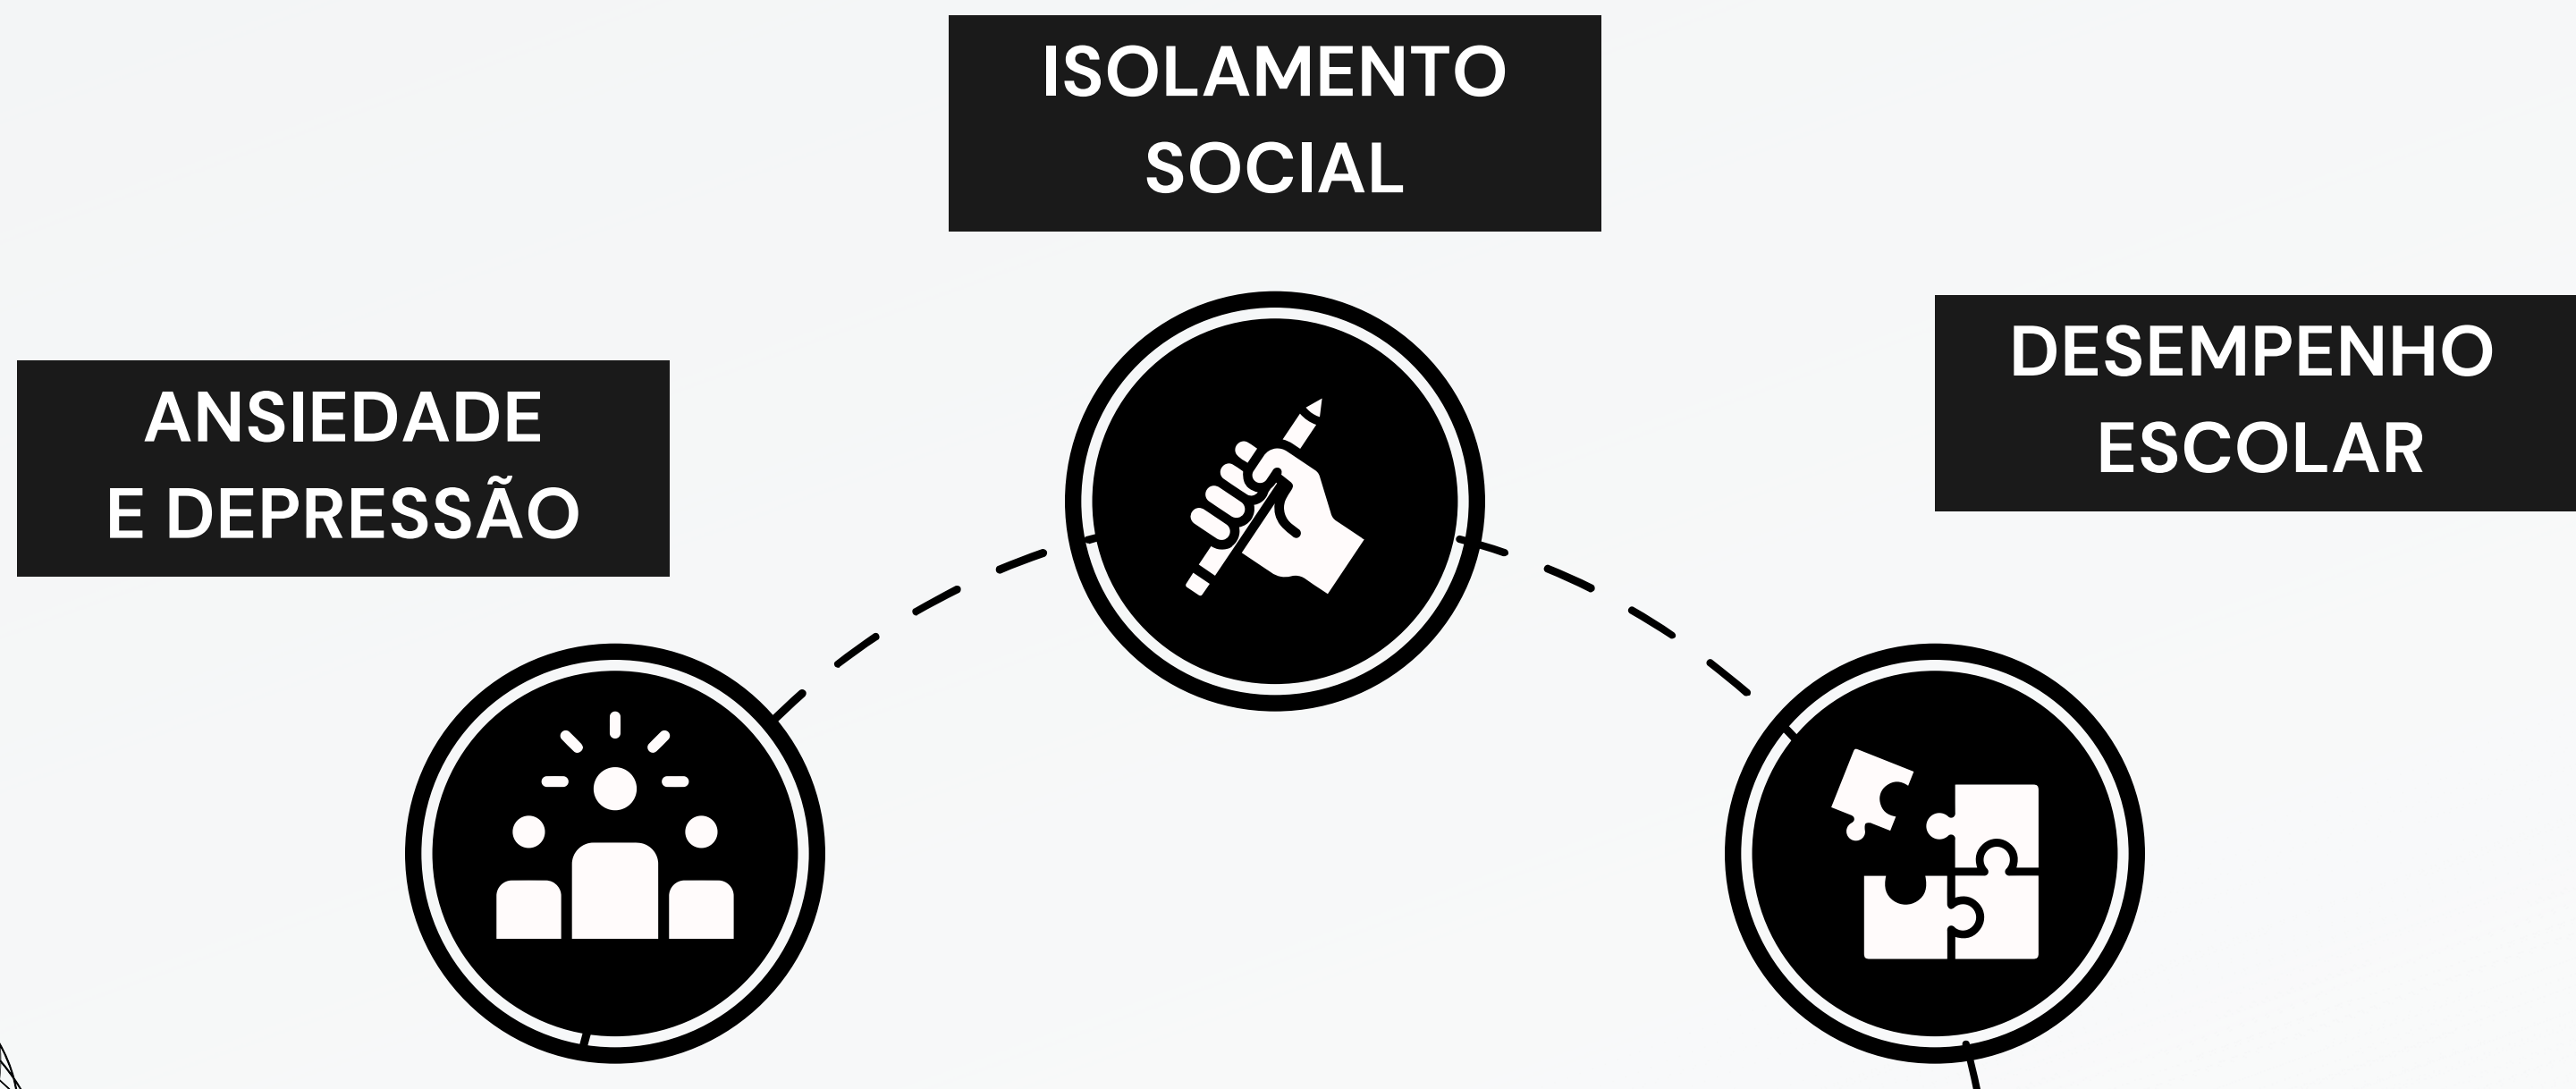 ISOLAMENTO
SOCIAL
ANSIEDADE
E DEPRESSÃO
DESEMPENHO
ESCOLAR